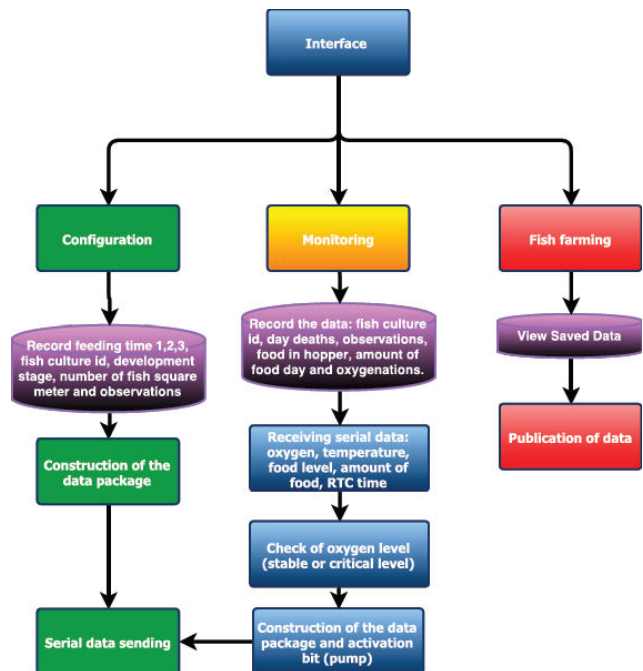 Interface
Configuration
Monitoring
Fish farming
Record feeding time 1,2,3,
fish culture id, development
stage, number of fish square
meter and observations
Record the data: fish culture
id, day deaths, observations,
food in hopper, amount of
food day and oxygenations.
View Saved Data
Construction of the
data package
Receiving serial data:
oxygen, temperature,
food level, amount of
food, RTC time
Publication of data
Check of oxygen level
(stable or critical level)
Serial data sending
Construction of the data
package and activation
bit (pump)